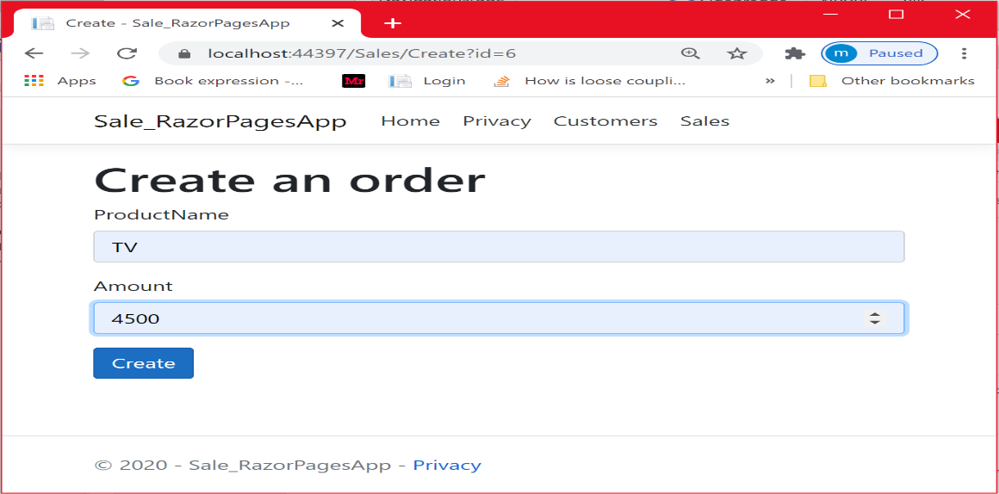 Create - Sale_RazorPagesApp
localhost:44397/Sales/Create?id=6
m Paused
Apps Book expression -... Mr Login How is loose coupli... » Other bookmarks
Sale_RazorPagesApp Home Privacy Customers Sales
Create an order
ProductName
TV
Amount
4500
Create
© 2020 - Sale_RazorPagesApp - Privacy